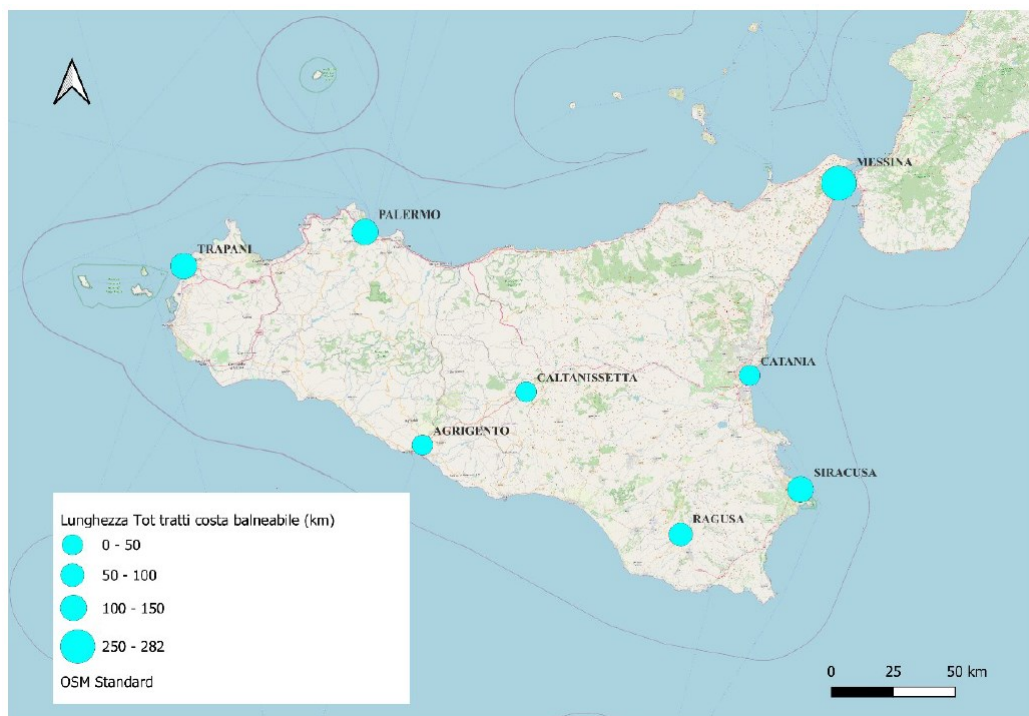 MESSINA
PALERMO
TRAPANI
CATANIA
CALTANISSETTA
AGRIGENTO
SIRACUSA
RAGUSA
Lunghezza Tot tratti costa balneabile (km)
0 - 50
50 - 100
100 - 150
250 - 282
OSM Standard
0 25 50 km